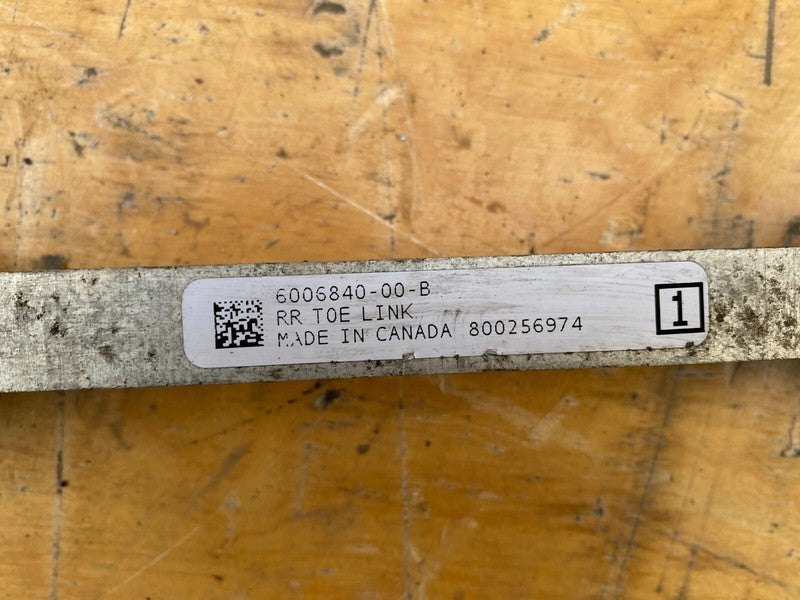 6006840-00-B
RR TOE LINK
MADE IN CANADA 800256974
1